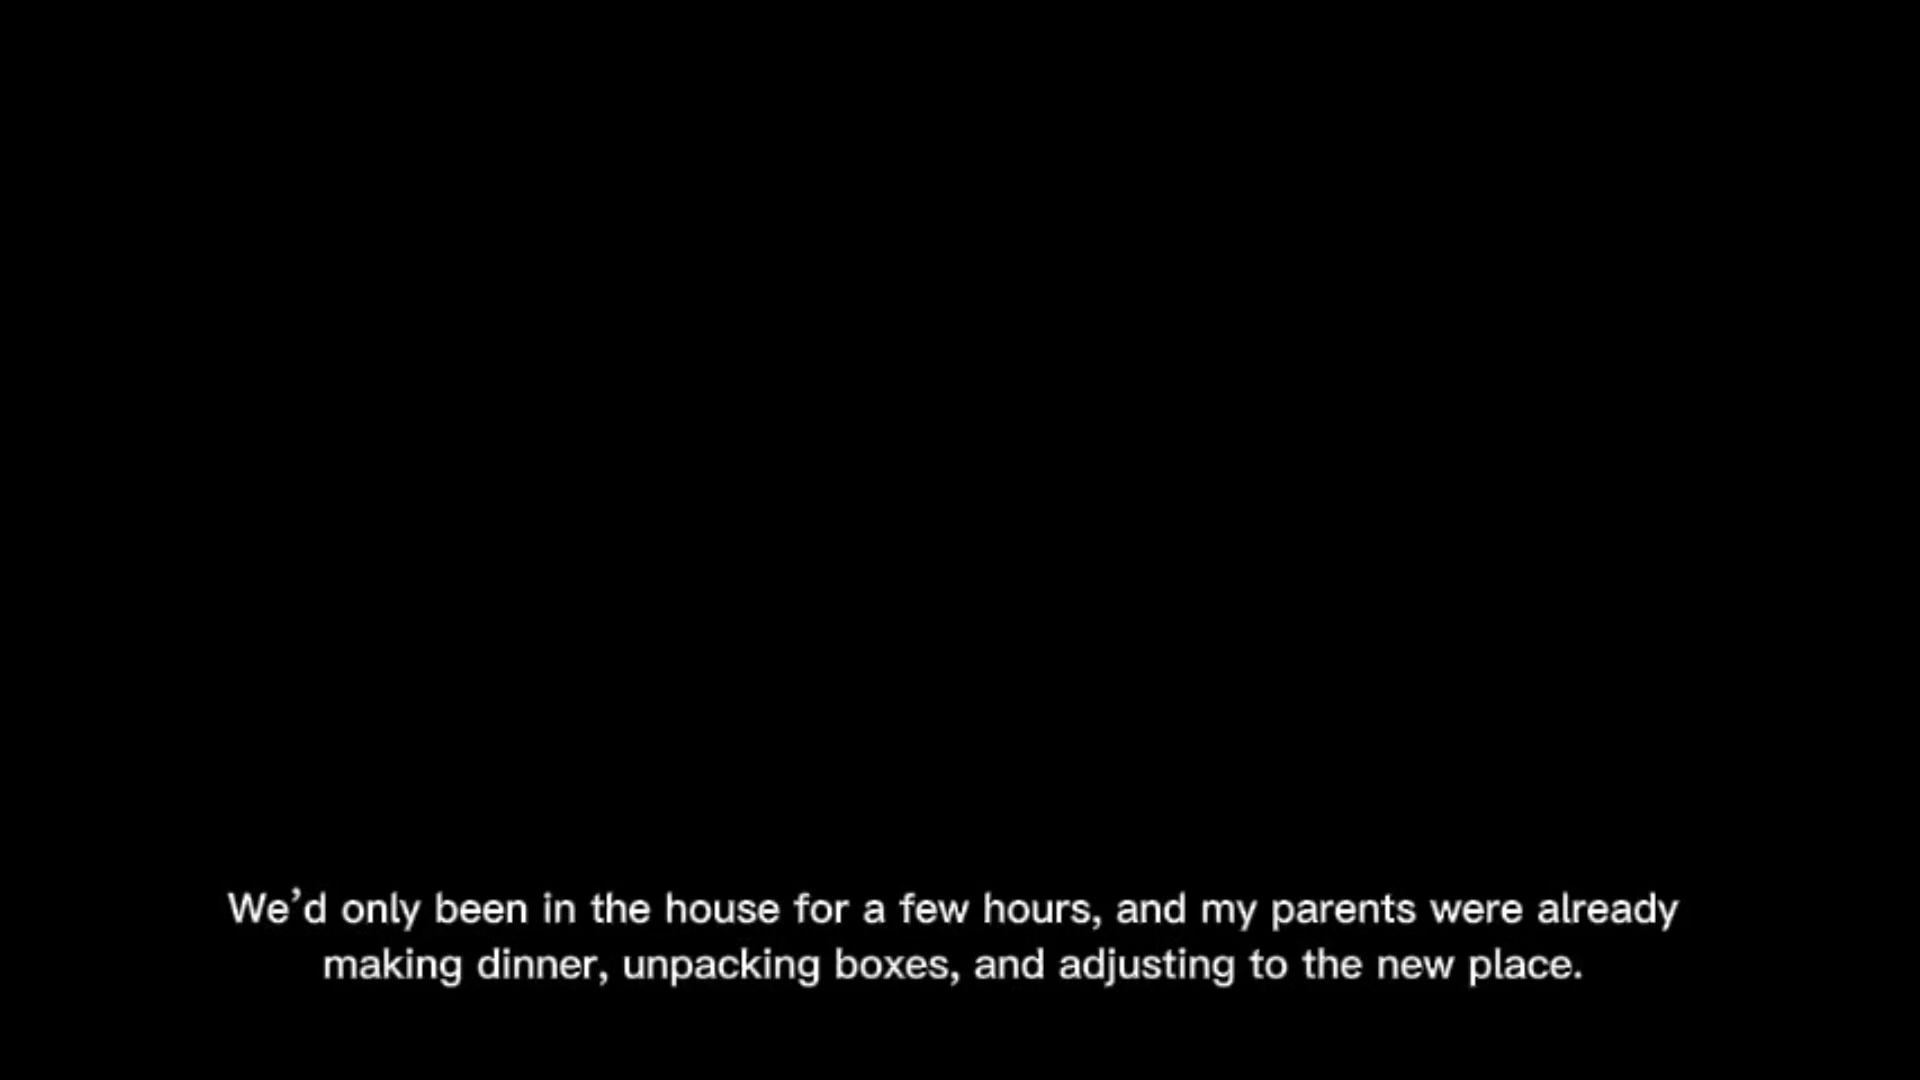 We’d only been in the house for a few hours, and my parents were already
making dinner, unpacking boxes, and adjusting to the new place.